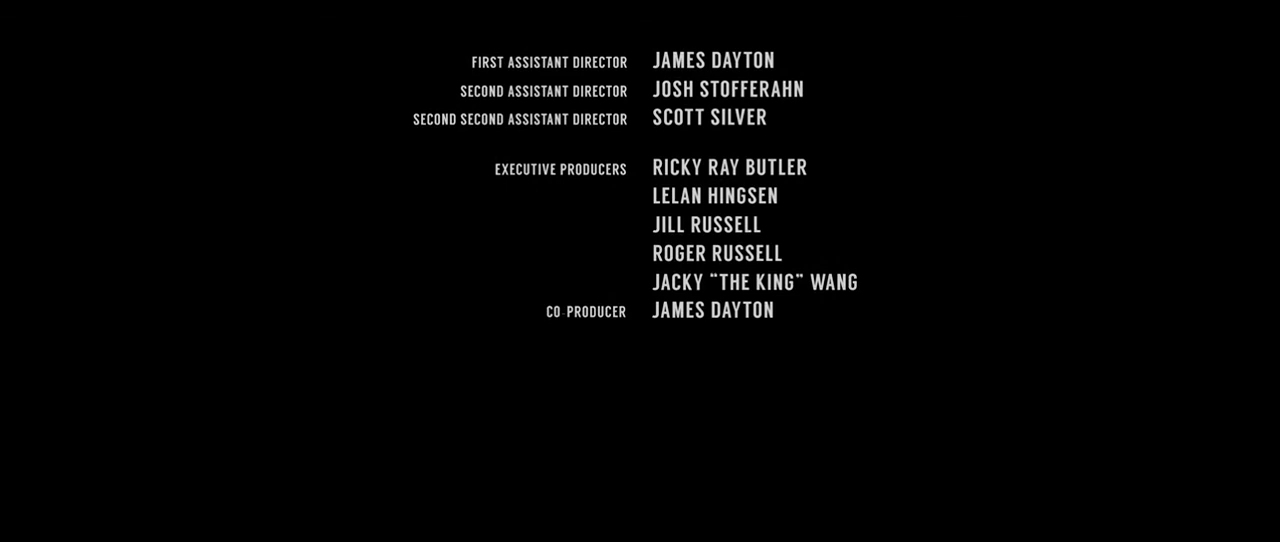 FIRST ASSISTANT DIRECTOR JAMES DAYTON
SECOND ASSISTANT DIRECTOR JOSH STOFFERAHN
SECOND SECOND ASSISTANT DIRECTOR SCOTT SILVER
EXECUTIVE PRODUCERS RICKY RAY BUTLER
LELAN HINGSEN
JILL RUSSELL
ROGER RUSSELL
JACKY “THE KING” WANG
CO-PRODUCER JAMES DAYTON